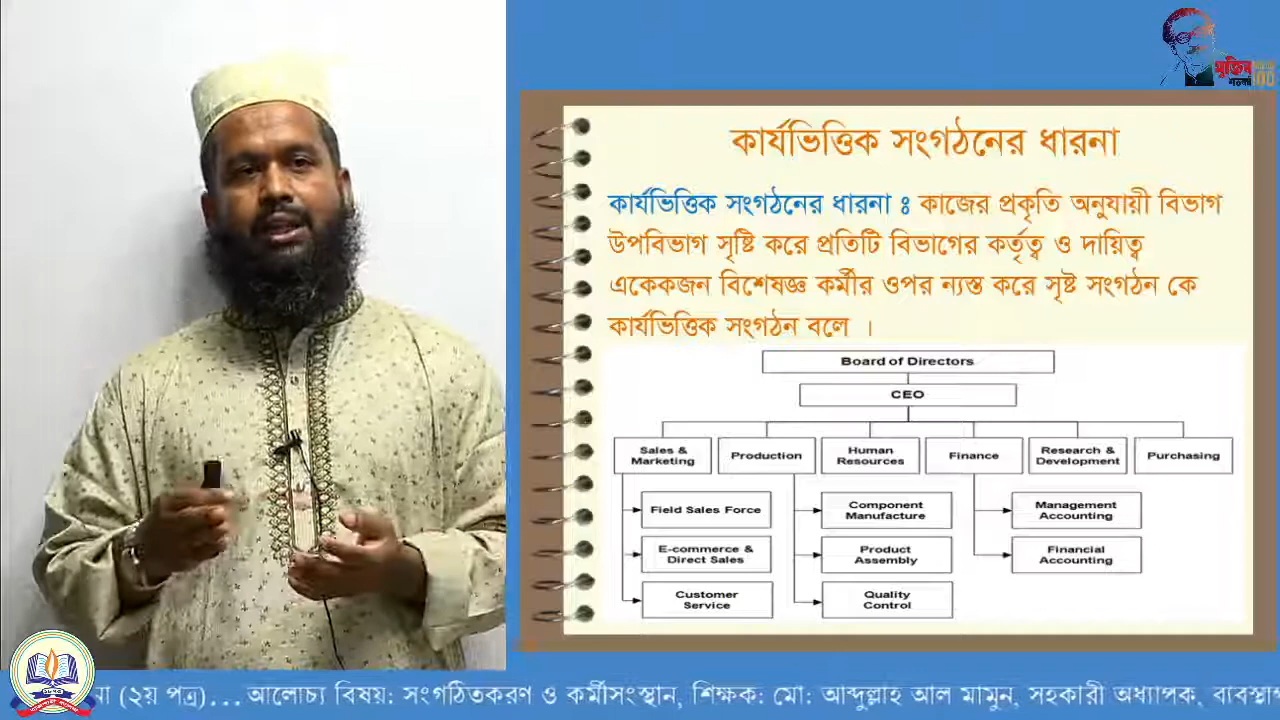 মুজিব
100
কার্যভিত্তিক সংগঠনের ধারনা
কার্যভিত্তিক সংগঠনের ধারনা ঃ কাজের প্রকৃতি অনুযায়ী বিভাগ
উপবিভাগ সৃষ্টি করে প্রতিটি বিভাগের কর্তৃত্ব ও দায়িত্ব
একেকজন বিশেষজ্ঞ কর্মীর ওপর ন্যস্ত করে সৃষ্ট সংগঠন কে
কার্যভিত্তিক সংগঠন বলে ।
Board of Directors
CEO
Sales &
Marketing
Production
Human
Resources
Finance
Research &
Development
Purchasing
Field Sales Force
E-commerce &
Direct Sales
Customer
Service
Component
Manufacture
Product
Assembly
Quality
Control
Management
Accounting
Financial
Accounting
না (২য় পত্র)... আলোচ্য বিষয়: সংগঠিতকরণ ও কর্মীসংস্থান, শিক্ষক: মো: আব্দুল্লাহ আল মামুন, সহকারী অধ্যাপক, ব্যবস্থাপ